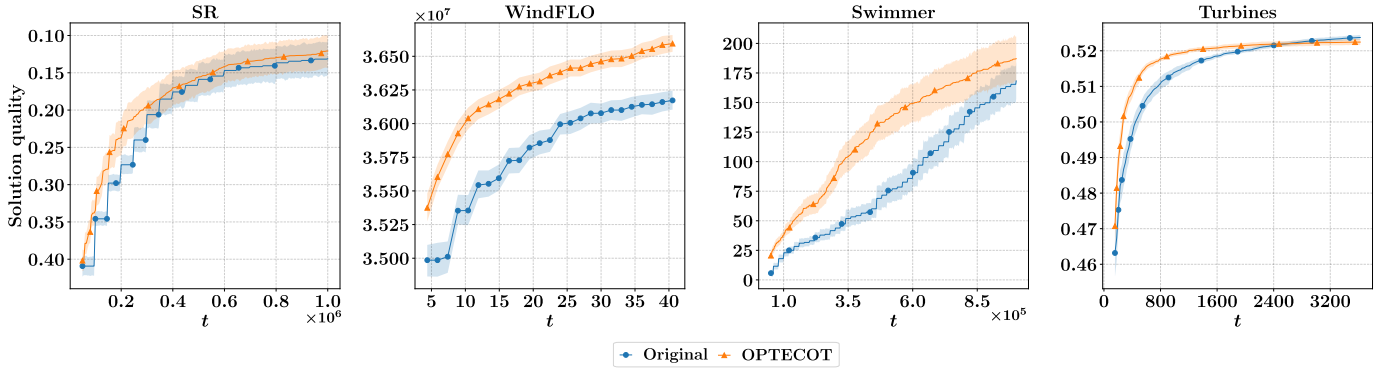 SR
Solution quality
0.10
0.15
0.20
0.25
0.30
0.35
0.40
0.2 0.4 0.6 0.8 1.0
×10⁶
t
WindFLO
×10⁷
3.650
3.625
3.600
3.575
3.550
3.525
3.500
5 10 15 20 25 30 35 40
t
Swimmer
200
175
150
125
100
75
50
25
0
1.0 3.5 6.0 8.5
×10⁵
t
Turbines
0.52
0.51
0.50
0.49
0.48
0.47
0.46
0 800 1600 2400 3200
t
Original OPTECOT